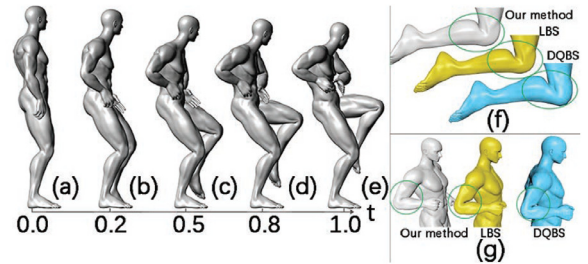 (a) (b) (c) (d) (e)
t
0.0 0.2 0.5 0.8 1.0
Our method
LBS
DQBS
(f)
Our method LBS DQBS
(g)